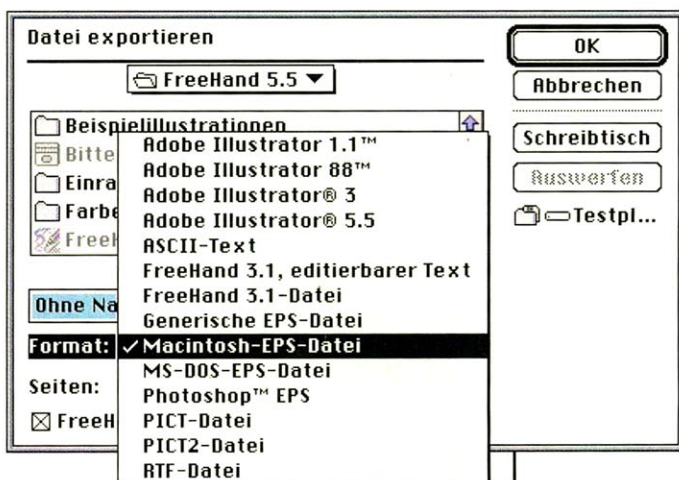 Datei exportieren
FreeHand 5.5
OK
Abbrechen
Schreibtisch
Auswerfen
Testpl...
Beispielillustrationen
Bitte
Einra
Farbe
FreeH
Adobe Illustrator 1.1™
Adobe Illustrator 88™
Adobe Illustrator® 3
Adobe Illustrator® 5.5
ASCII-Text
FreeHand 3.1, editierbarer Text
FreeHand 3.1-Datei
Generische EPS-Datei
Ohne Na
Format: ✓ Macintosh-EPS-Datei
MS-DOS-EPS-Datei
Seiten:
Photoshop™ EPS
FreeH
PICT-Datei
PICT2-Datei
RTF-Datei